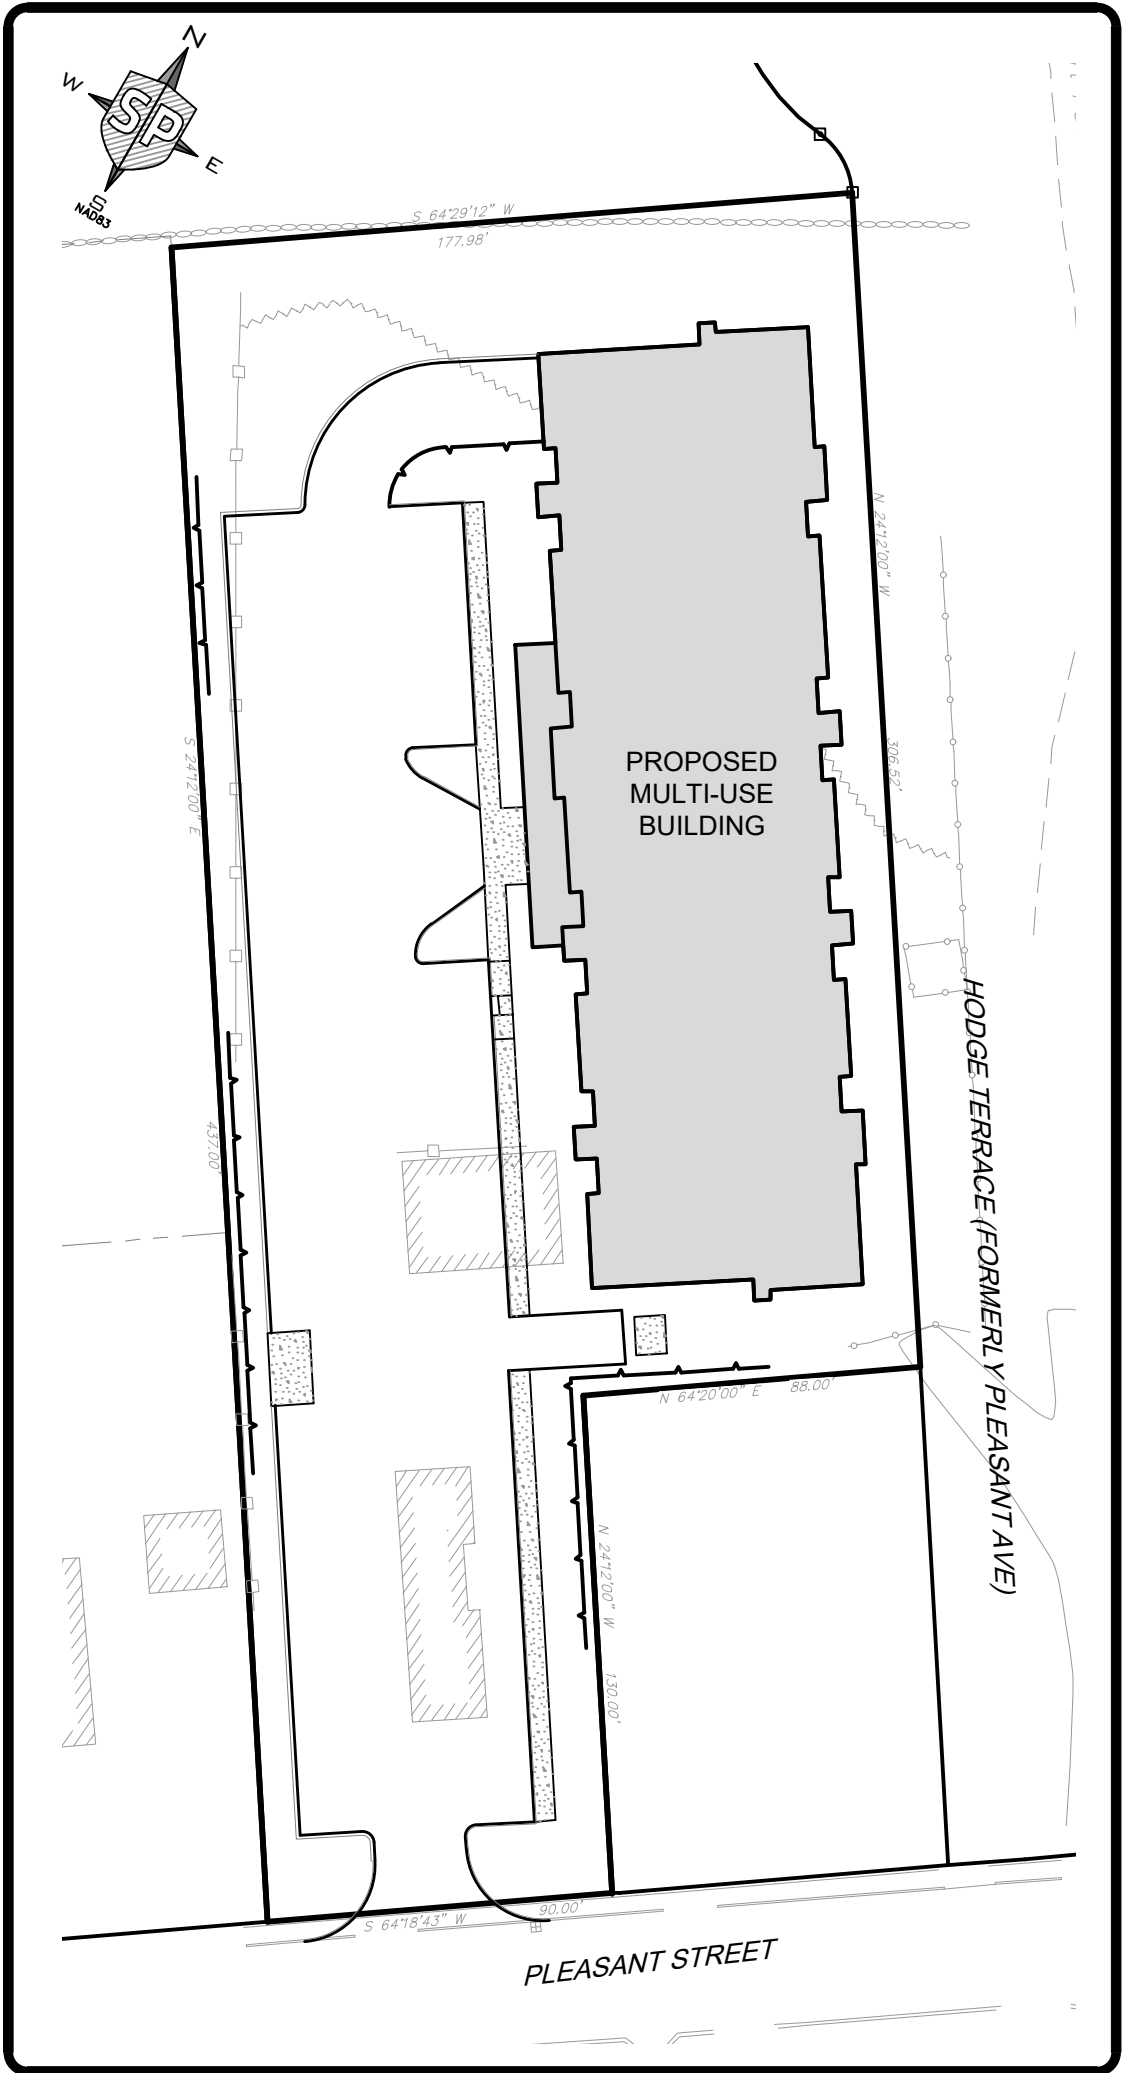 N
W
SP
E
S
NAD83
S 64°29'12" W
177.98'
N 24°12'00" W
306.52'
S 24°12'00" E
437.00'
PROPOSED
MULTI-USE
BUILDING
HODGE TERRACE (FORMERLY PLEASANT AVE)
N 64°20'00" E 88.00'
N 24°12'00" W 130.00'
S 64°18'43" W 90.00'
PLEASANT STREET